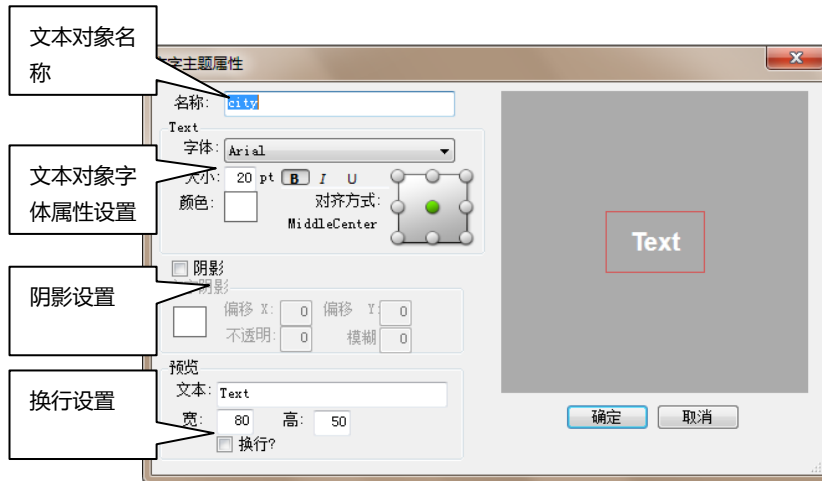 文本对象名
称
字主题属性
X
名称: city
Text
字体: Arial
文本对象字
体属性设置
大小: 20 pt B I U
颜色:
对齐方式:
MiddleCenter
Text
阴影
阴影设置
阴影
偏移 X: 0 偏移 Y: 0
不透明: 0 模糊 0
预览
换行设置
文本: Text
宽: 80 高: 50
换行?
确定 取消